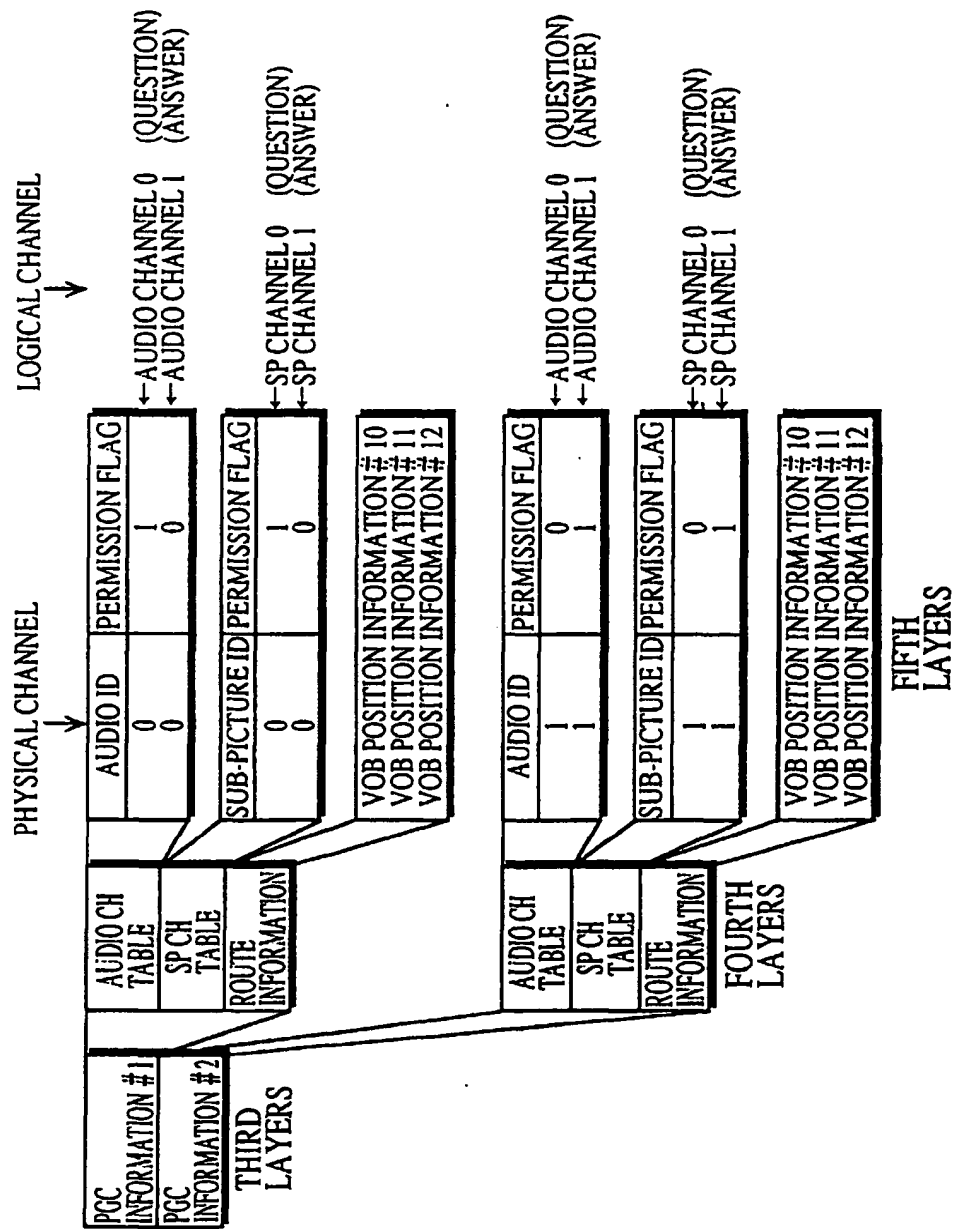 PHYSICAL CHANNEL
LOGICAL CHANNEL
PGC
INFORMATION #1
PGC
INFORMATION #2
THIRD
LAYERS
AUDIO CH
TABLE
SP CH
TABLE
ROUTE
INFORMATION
AUDIO ID PERMISSION FLAG
0 1 ←AUDIO CHANNEL 0 (QUESTION)
0 0 ←AUDIO CHANNEL 1 (ANSWER)
SUB-PICTURE ID PERMISSION FLAG
0 1 ←SP CHANNEL 0 (QUESTION)
0 0 ←SP CHANNEL 1 (ANSWER)
VOB POSITION INFORMATION # 10
VOB POSITION INFORMATION # 11
VOB POSITION INFORMATION # 12
AUDIO CH
TABLE
SP CH
TABLE
ROUTE
INFORMATION
FOURTH
LAYERS
AUDIO ID PERMISSION FLAG
1 0 ←AUDIO CHANNEL 0 (QUESTION)
1 1 ←AUDIO CHANNEL 1 (ANSWER)
SUB-PICTURE ID PERMISSION FLAG
1 0 ←SP CHANNEL 0 (QUESTION)
1 1 ←SP CHANNEL 1 (ANSWER)
VOB POSITION INFORMATION # 10
VOB POSITION INFORMATION # 11
VOB POSITION INFORMATION # 12
FIFTH
LAYERS